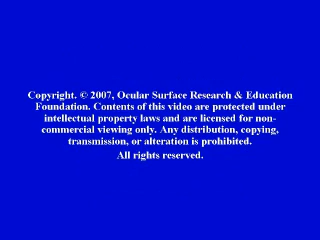 Copyright. © 2007, Ocular Surface Research & Education
Foundation. Contents of this video are protected under
intellectual property laws and are licensed for non-
commercial viewing only. Any distribution, copying,
transmission, or alteration is prohibited.
All rights reserved.